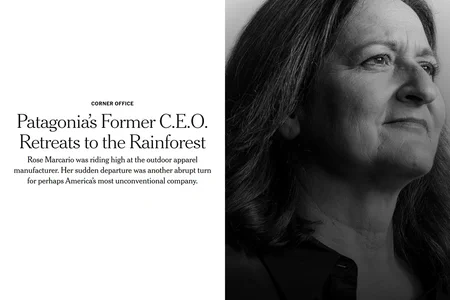 CORNER OFFICE
Patagonia's Former C.E.O.
Retreats to the Rainforest
Rose Marcario was riding high at the outdoor apparel
manufacturer. Her sudden departure was another abrupt turn
for perhaps America's most unconventional company.